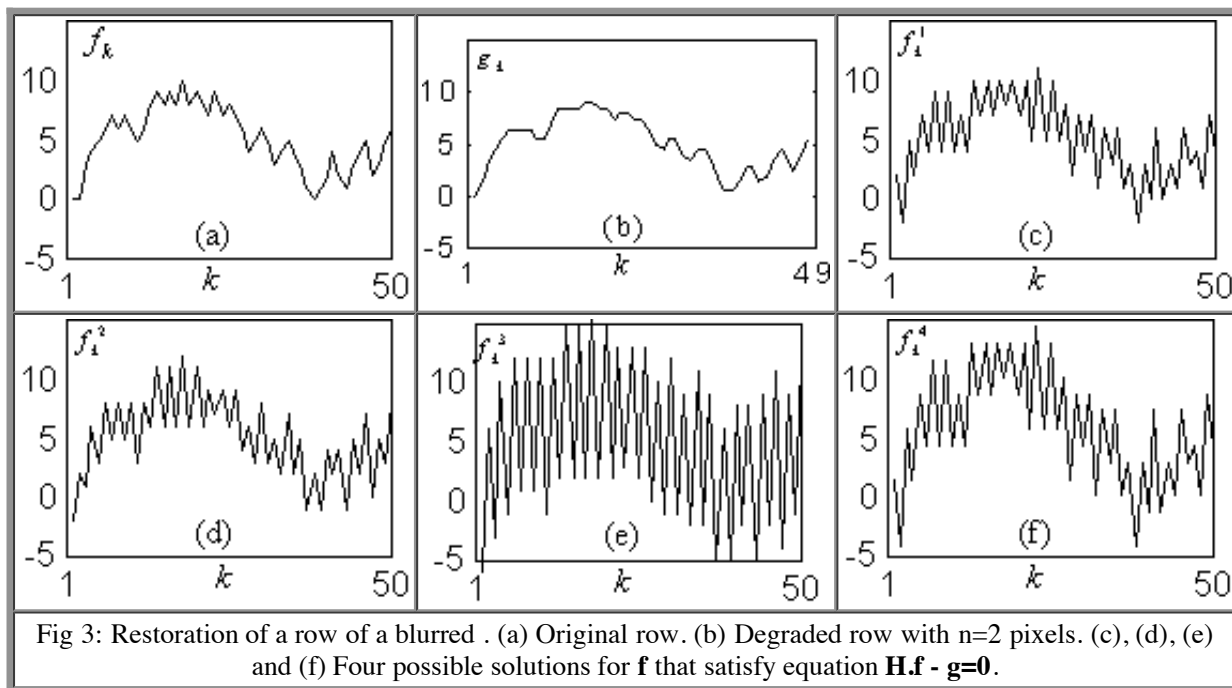 f_k
10
5
0
-5
(a)
1
k
50
g_i
10
5
0
-5
(b)
1
k
49
f_i^1
10
5
0
-5
(c)
1
k
50
f_i^2
10
5
0
-5
(d)
1
k
50
f_i^3
10
5
0
-5
(e)
1
k
50
f_i^4
10
5
0
-5
(f)
1
k
50
Fig 3: Restoration of a row of a blurred . (a) Original row. (b) Degraded row with n=2 pixels. (c), (d), (e)
and (f) Four possible solutions for f that satisfy equation H.f - g=0.